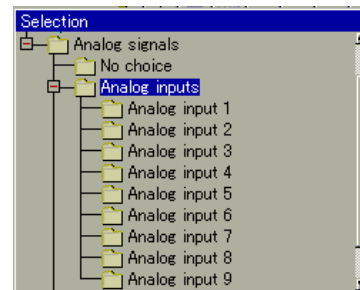 Selection
Analog signals
No choice
Analog inputs
Analog input 1
Analog input 2
Analog input 3
Analog input 4
Analog input 5
Analog input 6
Analog input 7
Analog input 8
Analog input 9